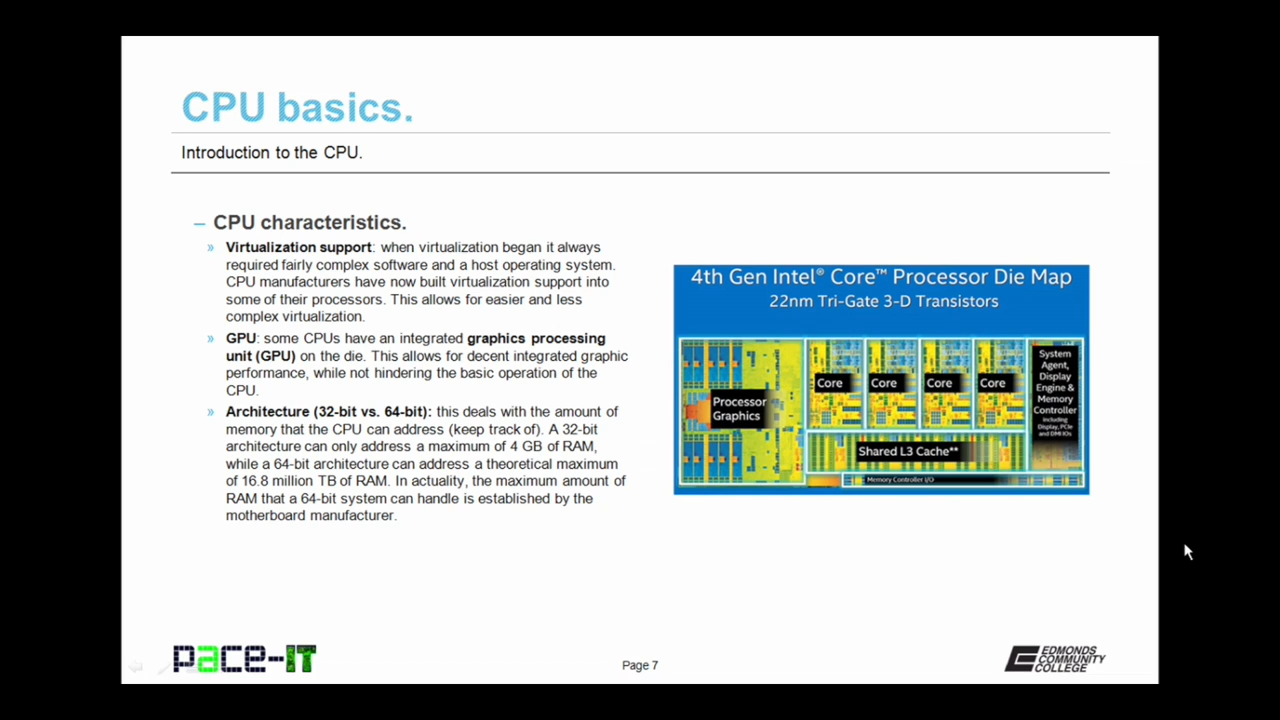 CPU basics.
Introduction to the CPU.
– CPU characteristics.
» Virtualization support: when virtualization began it always
required fairly complex software and a host operating system.
CPU manufacturers have now built virtualization support into
some of their processors. This allows for easier and less
complex virtualization.
» GPU: some CPUs have an integrated graphics processing
unit (GPU) on the die. This allows for decent integrated graphic
performance, while not hindering the basic operation of the
CPU.
» Architecture (32-bit vs. 64-bit): this deals with the amount of
memory that the CPU can address (keep track of). A 32-bit
architecture can only address a maximum of 4 GB of RAM,
while a 64-bit architecture can address a theoretical maximum
of 16.8 million TB of RAM. In actuality, the maximum amount of
RAM that a 64-bit system can handle is established by the
motherboard manufacturer.
4th Gen Intel® Core™ Processor Die Map
22nm Tri-Gate 3-D Transistors
Processor
Graphics
Core
Core
Core
Core
System
Agent,
Display
Engine &
Memory
Controller
including
Display, PCIe
and DMI IOs
Shared L3 Cache**
Memory Controller I/O
pace-IT
Page 7
EDMONDS
COMMUNITY
COLLEGE